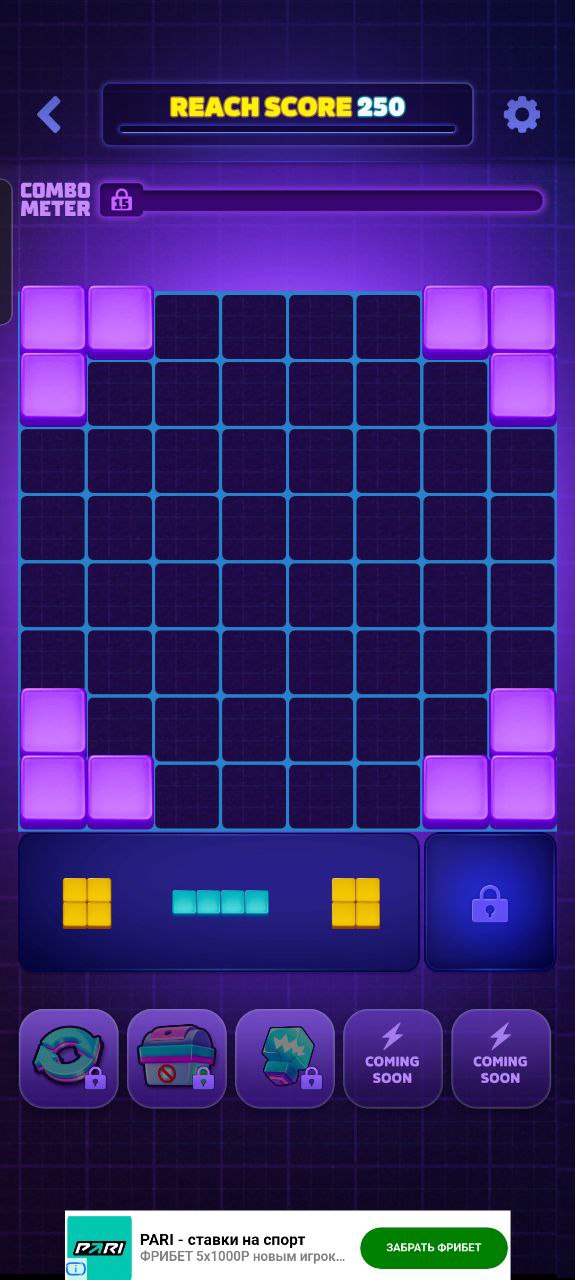 REACH SCORE 250
COMBO
METER
15
COMING
SOON
COMING
SOON
PARI
PARI - ставки на спорт
ФРИБЕТ 5х1000Р новым игрок...
ЗАБРАТЬ ФРИБЕТ